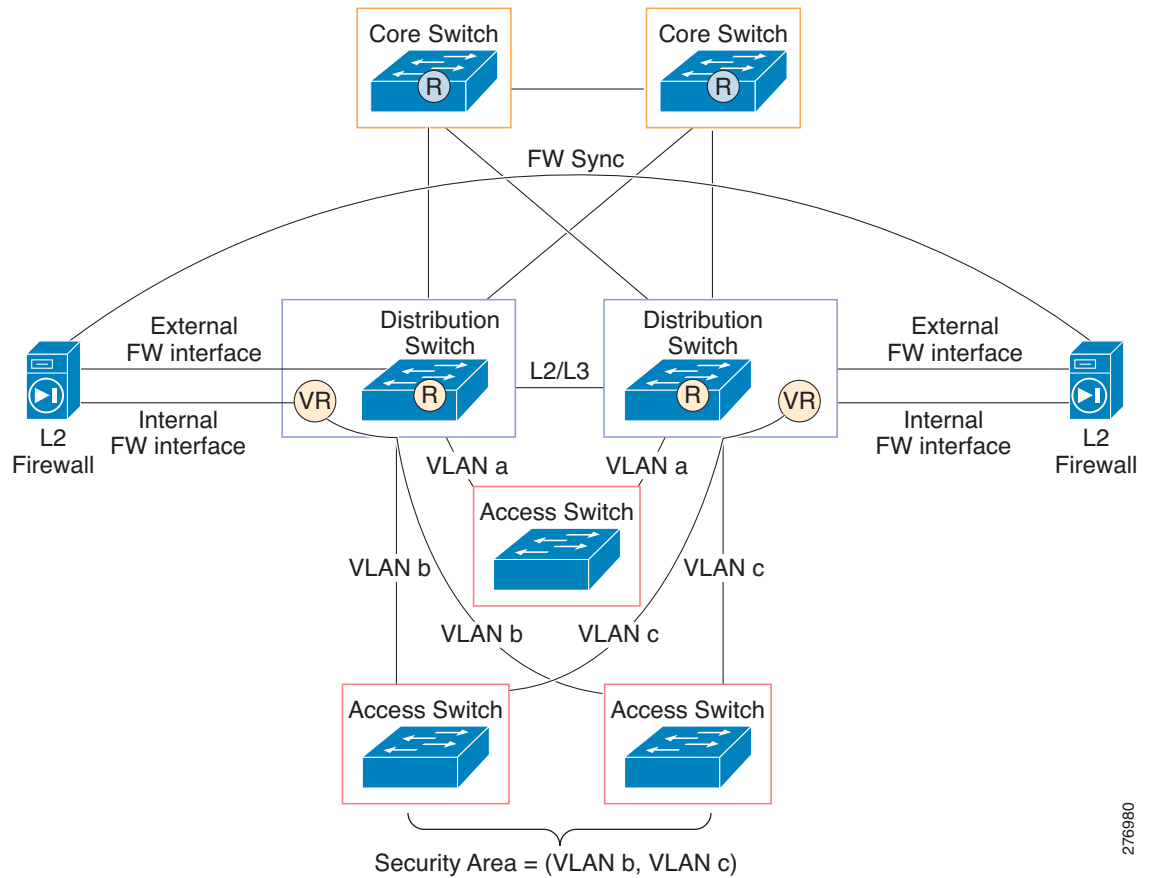 Core Switch
Core Switch
R
R
FW Sync
External
FW interface
Distribution
Switch
Distribution
Switch
External
FW interface
L2/L3
VR
R
R
VR
Internal
FW interface
Internal
FW interface
L2
Firewall
L2
Firewall
VLAN a
VLAN a
Access Switch
VLAN b
VLAN c
VLAN b
VLAN c
Access Switch
Access Switch
Security Area = (VLAN b, VLAN c)
276980